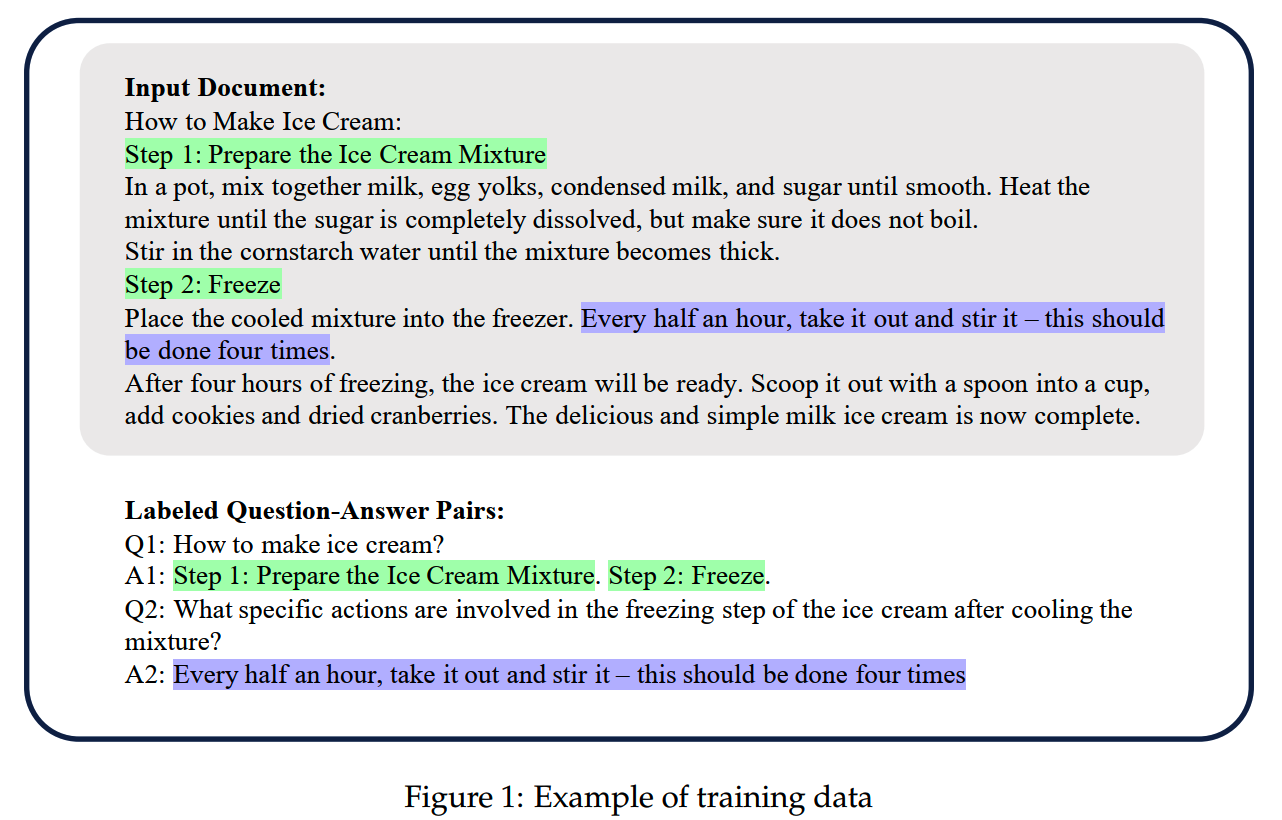 Input Document:
How to Make Ice Cream:
Step 1: Prepare the Ice Cream Mixture
In a pot, mix together milk, egg yolks, condensed milk, and sugar until smooth. Heat the
mixture until the sugar is completely dissolved, but make sure it does not boil.
Stir in the cornstarch water until the mixture becomes thick.
Step 2: Freeze
Place the cooled mixture into the freezer. Every half an hour, take it out and stir it – this should
be done four times.
After four hours of freezing, the ice cream will be ready. Scoop it out with a spoon into a cup,
add cookies and dried cranberries. The delicious and simple milk ice cream is now complete.
Labeled Question-Answer Pairs:
Q1: How to make ice cream?
A1: Step 1: Prepare the Ice Cream Mixture. Step 2: Freeze.
Q2: What specific actions are involved in the freezing step of the ice cream after cooling the
mixture?
A2: Every half an hour, take it out and stir it – this should be done four times
Figure 1: Example of training data